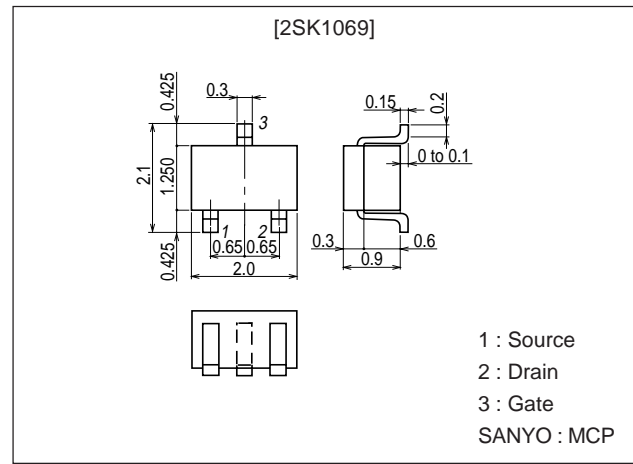 [2SK1069]
0.425
0.3
3
0.15
0.2
2.1
1.250
0 to 0.1
1
2
0.65 0.65
0.425
2.0
0.3
0.6
0.9
1 : Source
2 : Drain
3 : Gate
SANYO : MCP